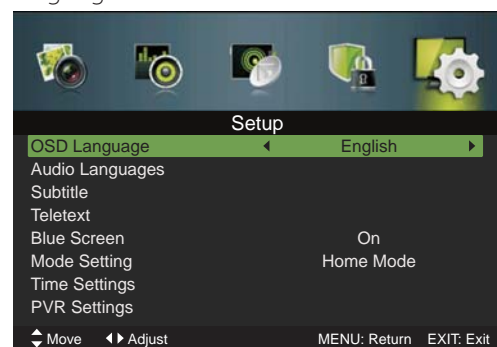 Setup
OSD Language English
Audio Languages
Subtitle
Teletext
Blue Screen On
Mode Setting Home Mode
Time Settings
PVR Settings
Move Adjust MENU: Return EXIT: Exit